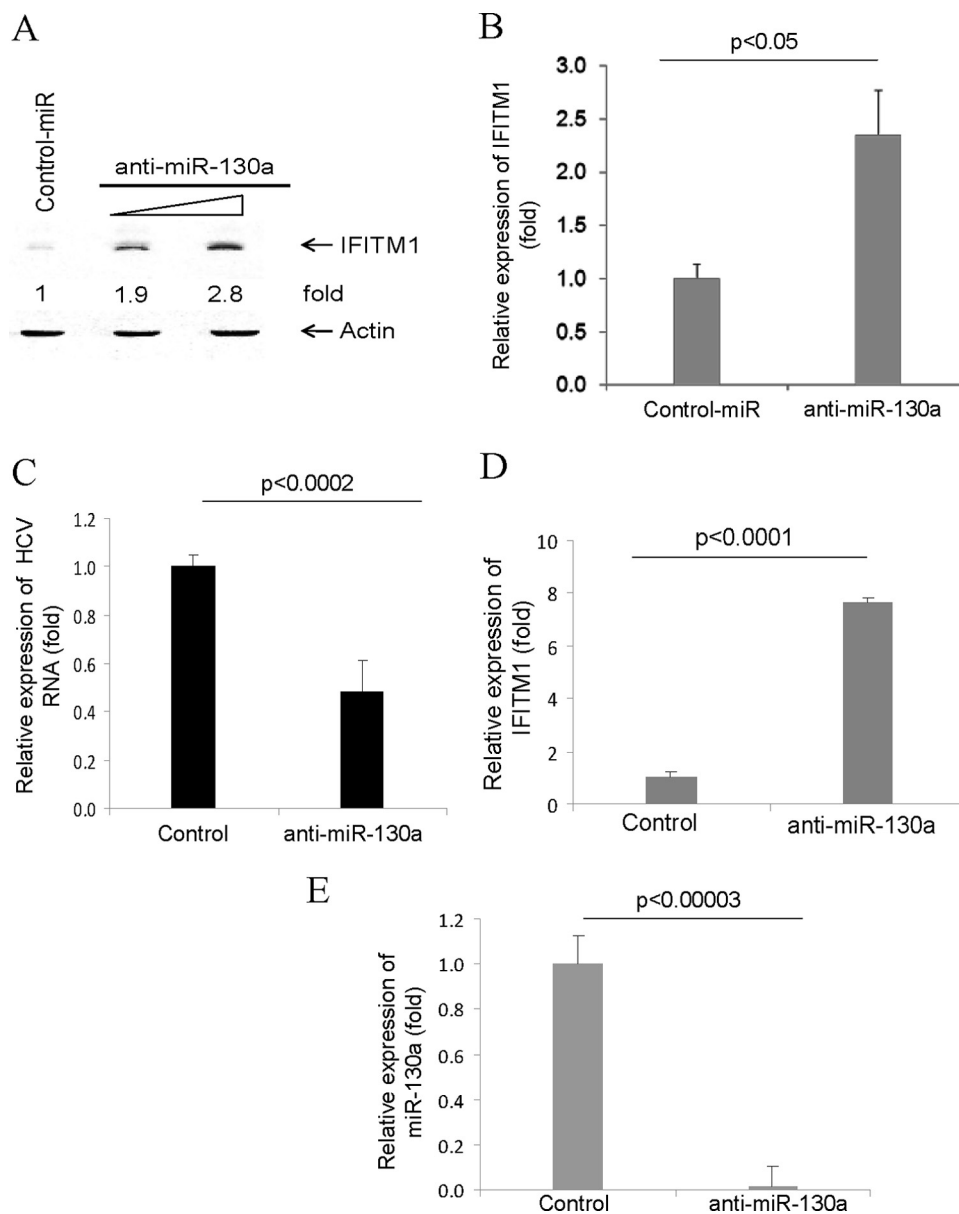 A
Control-miR
anti-miR-130a
← IFITM1
1 1.9 2.8 fold
← Actin
B
p<0.05
Relative expression of IFITM1
(fold)
3.0
2.5
2.0
1.5
1.0
0.5
0.0
Control-miR anti-miR-130a
C
p<0.0002
Relative expression of HCV
RNA (fold)
1.2
1.0
0.8
0.6
0.4
0.2
0.0
Control anti-miR-130a
D
p<0.0001
Relative expression of
IFITM1 (fold)
10
8
6
4
2
0
Control anti-miR-130a
E
p<0.00003
Relative expression of
miR-130a (fold)
1.2
1.0
0.8
0.6
0.4
0.2
0.0
Control anti-miR-130a